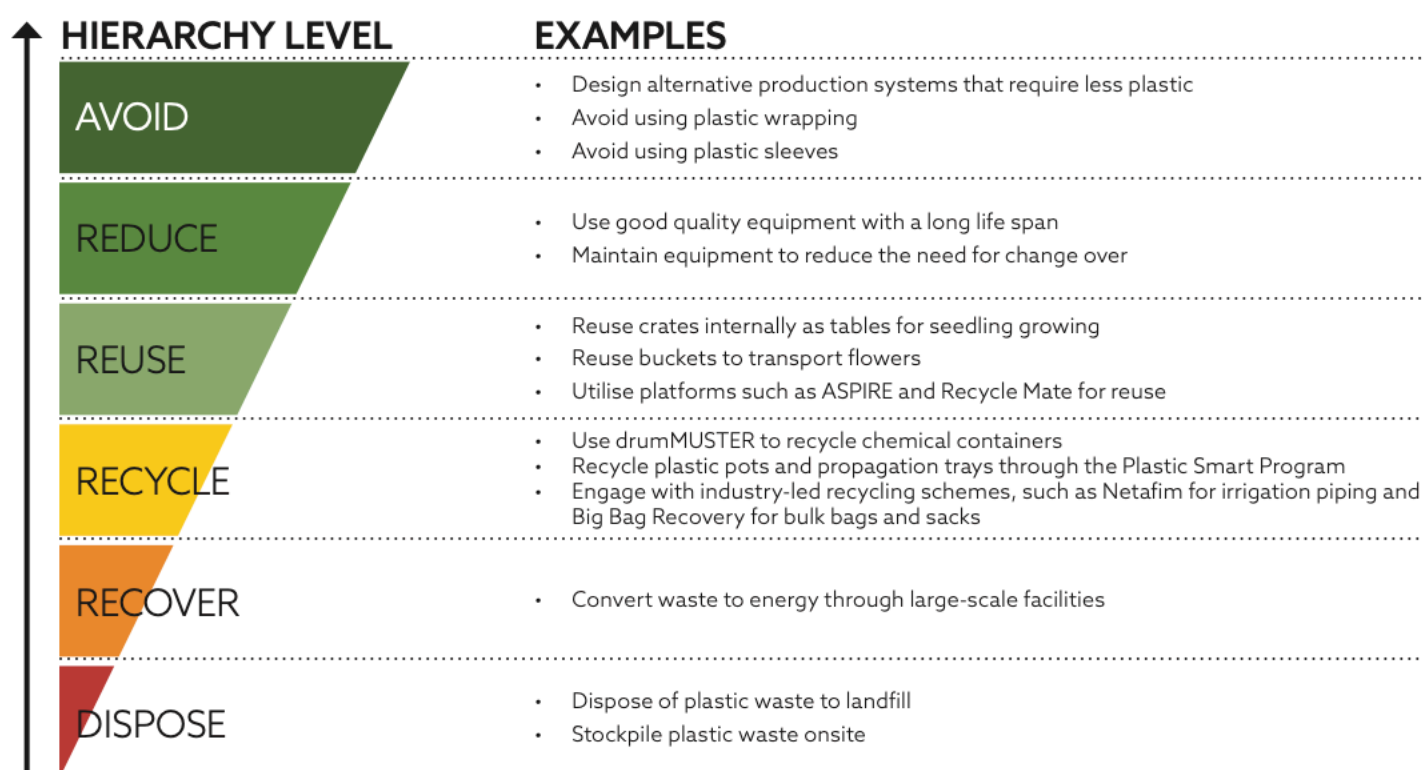 HIERARCHY LEVEL
EXAMPLES
AVOID
• Design alternative production systems that require less plastic
• Avoid using plastic wrapping
• Avoid using plastic sleeves
REDUCE
• Use good quality equipment with a long life span
• Maintain equipment to reduce the need for change over
REUSE
• Reuse crates internally as tables for seedling growing
• Reuse buckets to transport flowers
• Utilise platforms such as ASPIRE and Recycle Mate for reuse
RECYCLE
• Use drumMUSTER to recycle chemical containers
• Recycle plastic pots and propagation trays through the Plastic Smart Program
• Engage with industry-led recycling schemes, such as Netafim for irrigation piping and
Big Bag Recovery for bulk bags and sacks
RECOVER
• Convert waste to energy through large-scale facilities
DISPOSE
• Dispose of plastic waste to landfill
• Stockpile plastic waste onsite